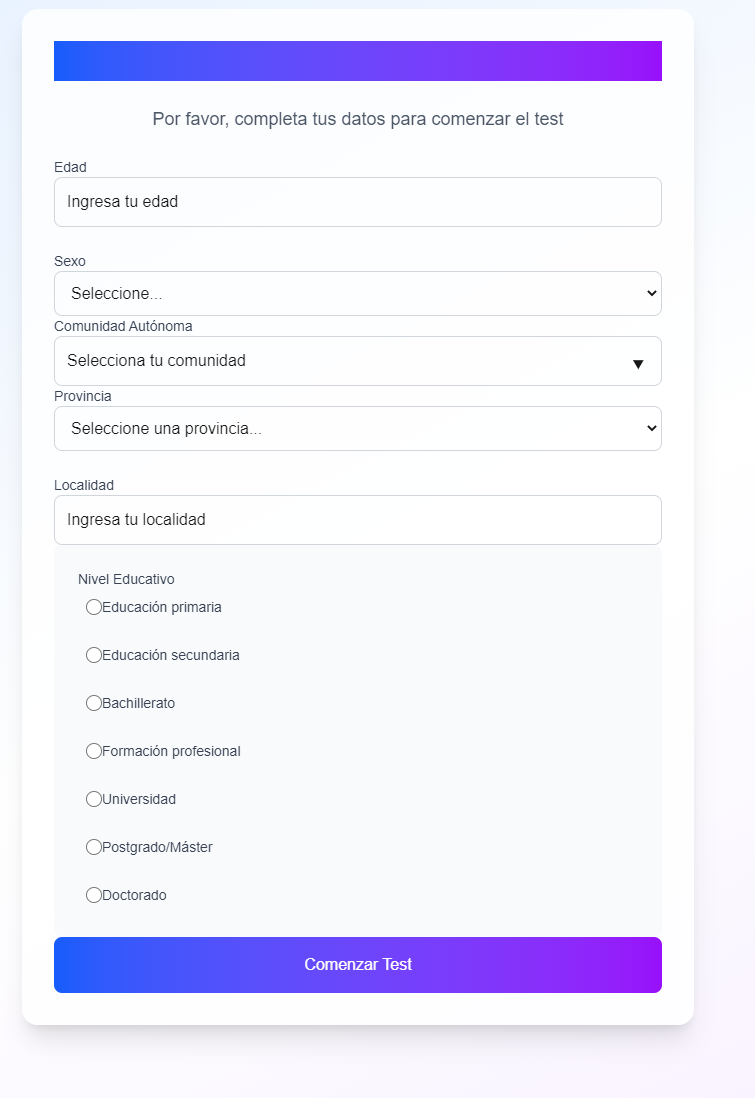 Por favor, completa tus datos para comenzar el test
Edad
Ingresa tu edad
Sexo
Seleccione...
Comunidad Autónoma
Selecciona tu comunidad
Provincia
Seleccione una provincia...
Localidad
Ingresa tu localidad
Nivel Educativo
Educación primaria
Educación secundaria
Bachillerato
Formación profesional
Universidad
Postgrado/Máster
Doctorado
Comenzar Test